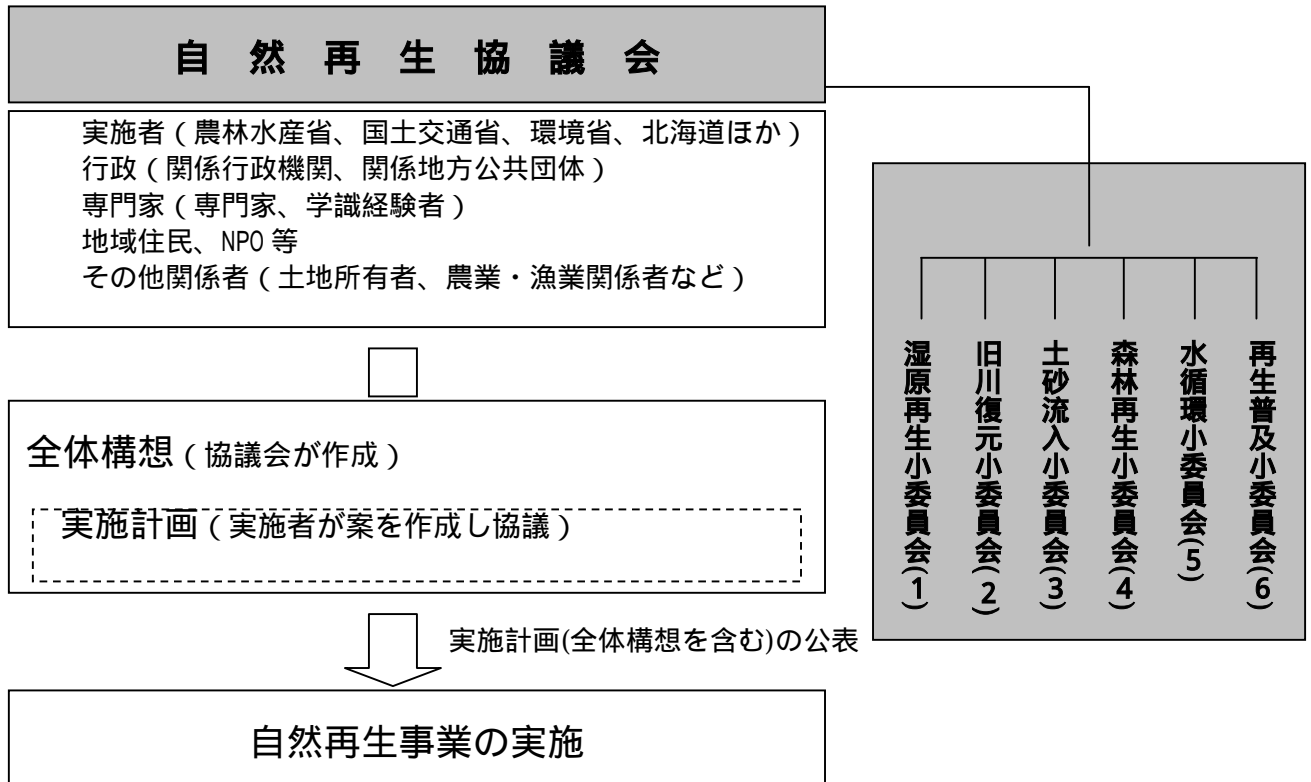 自然再生協議会
実施者（農林水産省、国土交通省、環境省、北海道ほか）
行政（関係行政機関、関係地方公共団体）
専門家（専門家、学識経験者）
地域住民、NPO 等
その他関係者（土地所有者、農業・漁業関係者など）
湿原再生小委員会(1)
旧川復元小委員会(2)
土砂流入小委員会(3)
森林再生小委員会(4)
水循環小委員会(5)
再生普及小委員会(6)
全体構想（協議会が作成）
実施計画（実施者が案を作成し協議）
実施計画(全体構想を含む)の公表
自然再生事業の実施